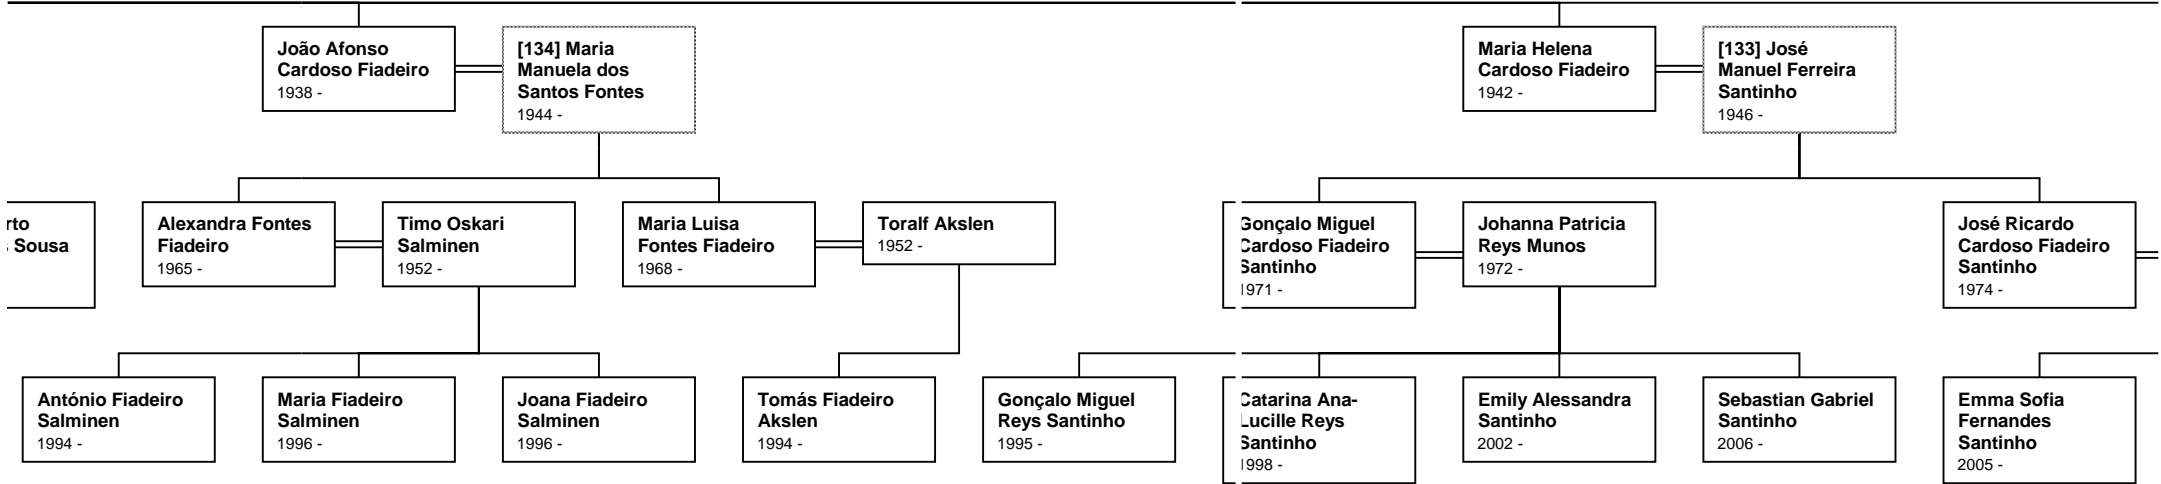 João Afonso
Cardoso Fiadeiro
1938 -
[134] Maria
Manuela dos
Santos Fontes
1944 -
Maria Helena
Cardoso Fiadeiro
1942 -
[133] José
Manuel Ferreira
Santinho
1946 -
rto
Sousa
Alexandra Fontes
Fiadeiro
1965 -
Timo Oskari
Salminen
1952 -
Maria Luisa
Fontes Fiadeiro
1968 -
Toralf Akslen
1952 -
Gonçalo Miguel
Cardoso Fiadeiro
Santinho
1971 -
Johanna Patricia
Reys Munos
1972 -
José Ricardo
Cardoso Fiadeiro
Santinho
1974 -
António Fiadeiro
Salminen
1994 -
Maria Fiadeiro
Salminen
1996 -
Joana Fiadeiro
Salminen
1996 -
Tomás Fiadeiro
Akslen
1994 -
Gonçalo Miguel
Reys Santinho
1995 -
Catarina Ana-
Lucille Reys
Santinho
1998 -
Emily Alessandra
Santinho
2002 -
Sebastian Gabriel
Santinho
2006 -
Emma Sofia
Fernandes
Santinho
2005 -